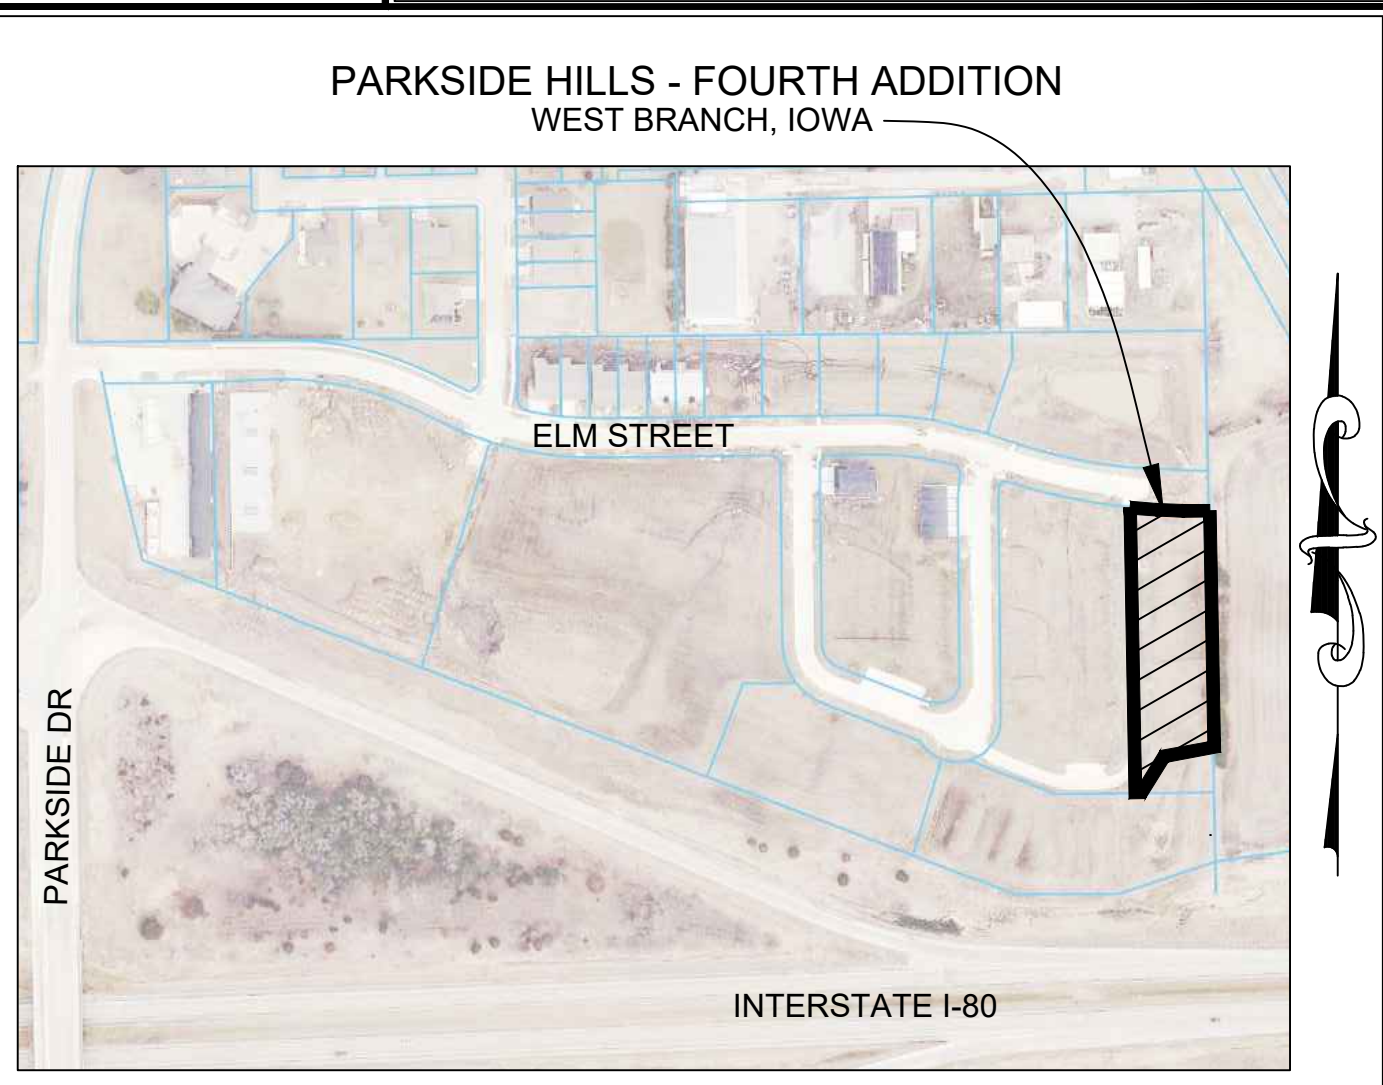 PARKSIDE HILLS - FOURTH ADDITION
WEST BRANCH, IOWA
ELM STREET
PARKSIDE DR
INTERSTATE I-80